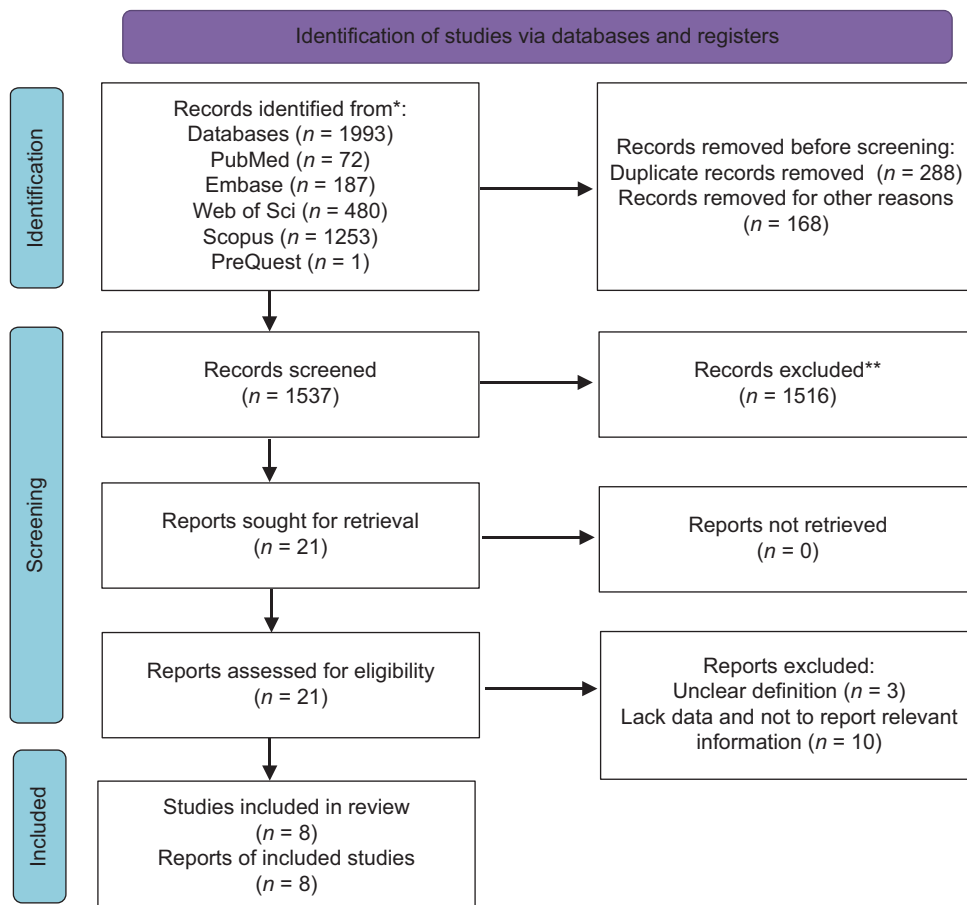 Identification of studies via databases and registers
Identification
Records identified from*:
Databases (n = 1993)
PubMed (n = 72)
Embase (n = 187)
Web of Sci (n = 480)
Scopus (n = 1253)
PreQuest (n = 1)
Records removed before screening:
Duplicate records removed (n = 288)
Records removed for other reasons
(n = 168)
Screening
Records screened
(n = 1537)
Records excluded**
(n = 1516)
Reports sought for retrieval
(n = 21)
Reports not retrieved
(n = 0)
Reports assessed for eligibility
(n = 21)
Reports excluded:
Unclear definition (n = 3)
Lack data and not to report relevant
information (n = 10)
Included
Studies included in review
(n = 8)
Reports of included studies
(n = 8)